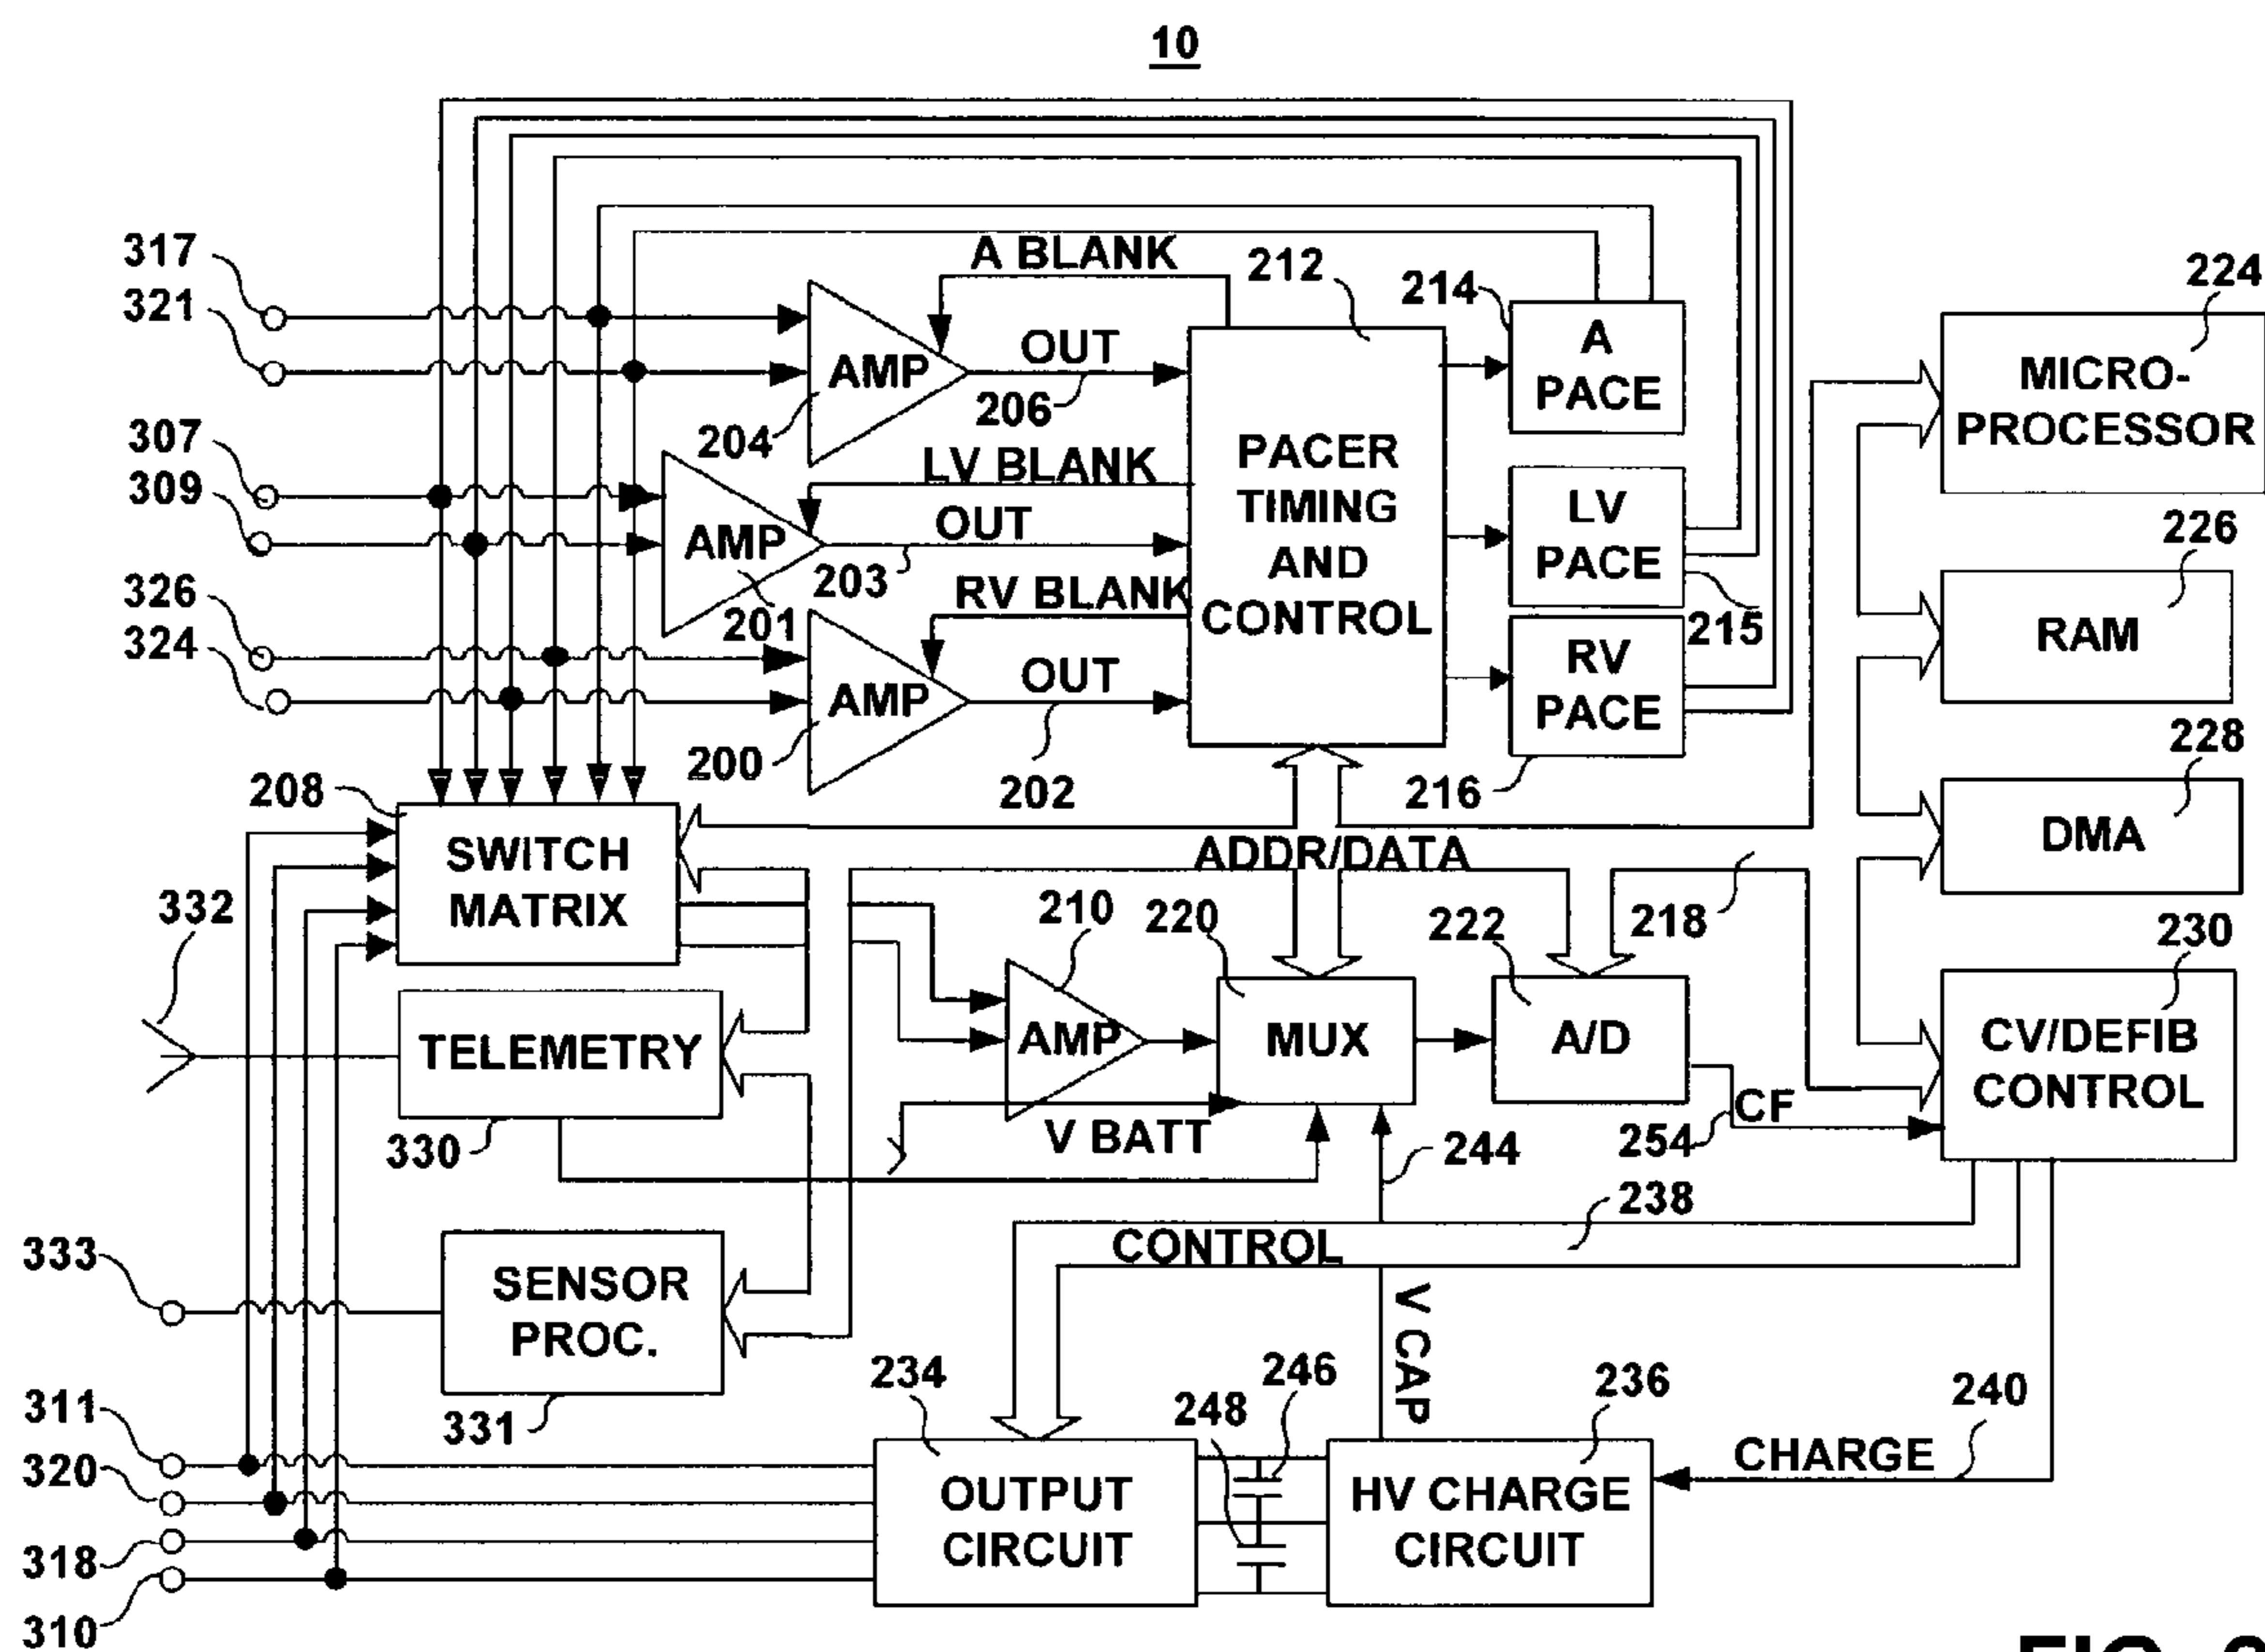 10
317
321
307
309
326
324
A BLANK
212
214
224
A
PACE
MICRO-
PROCESSOR
AMP
OUT
206
204
LV BLANK
PACER
TIMING
AND
CONTROL
LV
PACE
226
AMP
OUT
203
201
RV BLANK
215
RAM
RV
PACE
AMP
OUT
200
202
216
228
DMA
208
SWITCH
MATRIX
ADDR/DATA
218
332
210
220
222
230
TELEMETRY
AMP
MUX
A/D
CV/DEFIB
CONTROL
330
V BATT
244
254
CF
238
CONTROL
333
SENSOR
PROC.
331
V CAP
234
248
246
236
240
CHARGE
311
320
318
310
OUTPUT
CIRCUIT
HV CHARGE
CIRCUIT